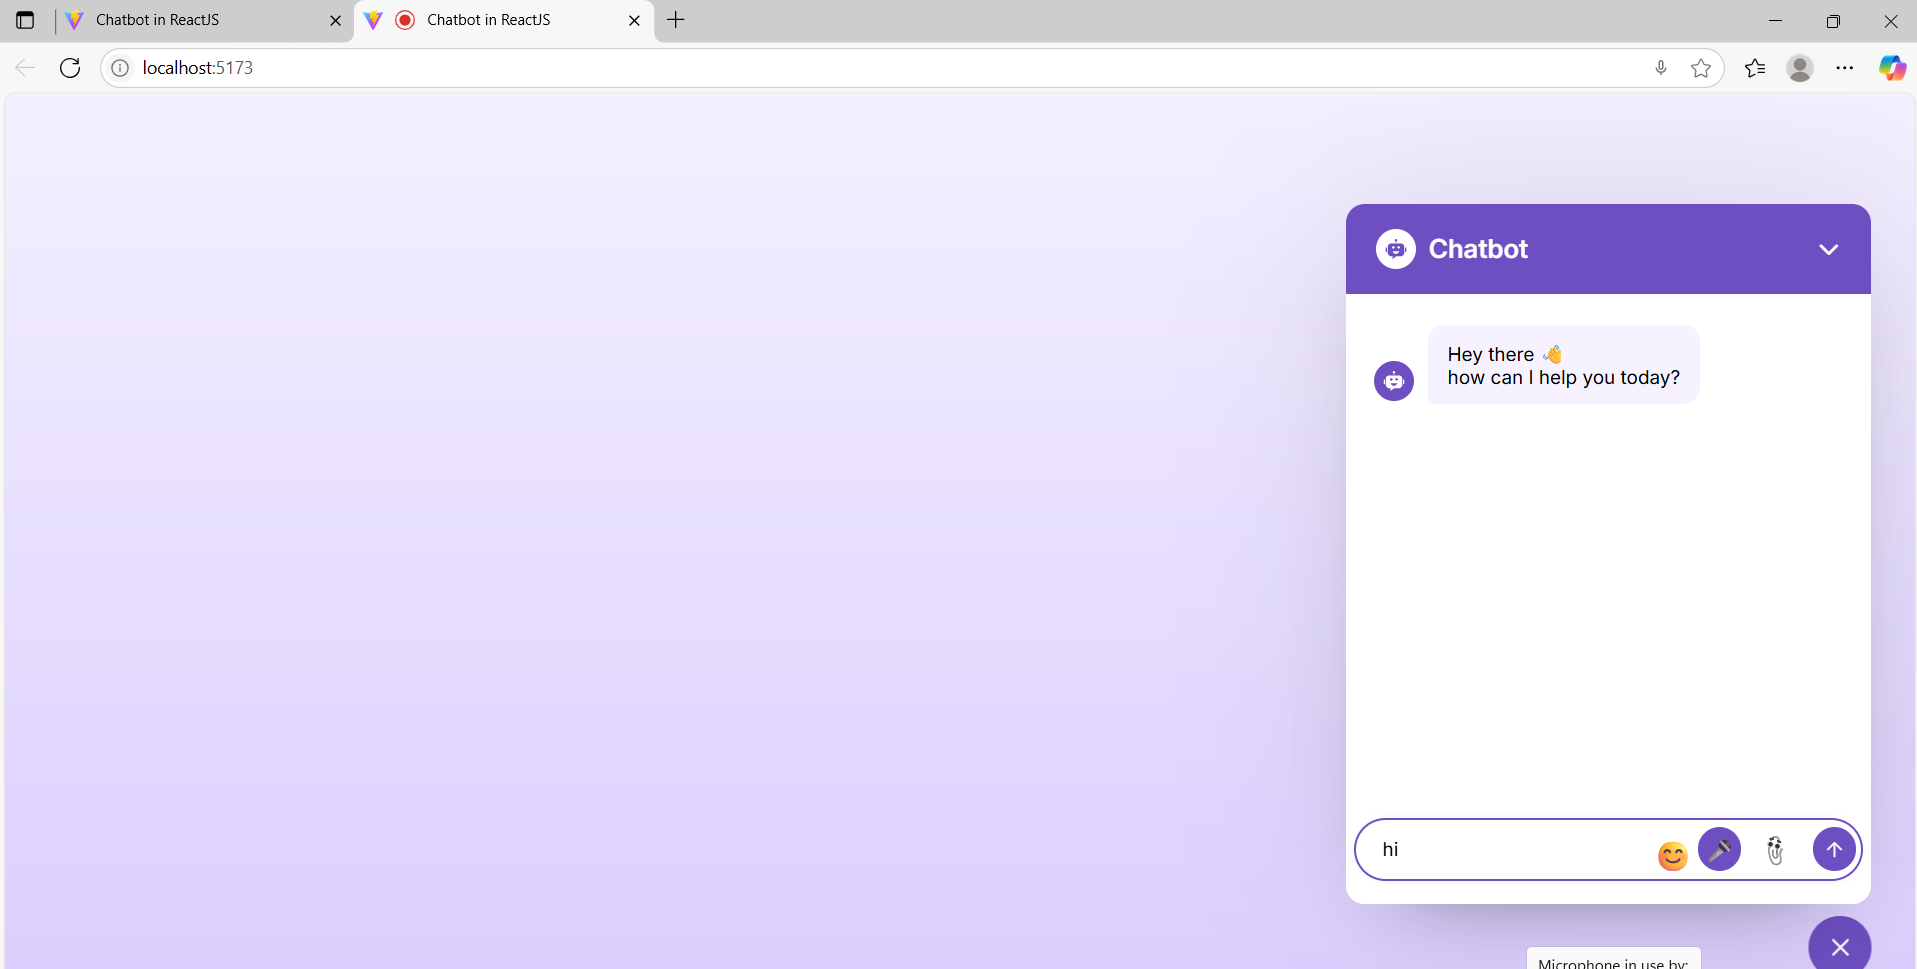 Chatbot in ReactJS
Chatbot in ReactJS
localhost:5173
Chatbot
Hey there 👋
how can I help you today?
hi
Microphone in use by: